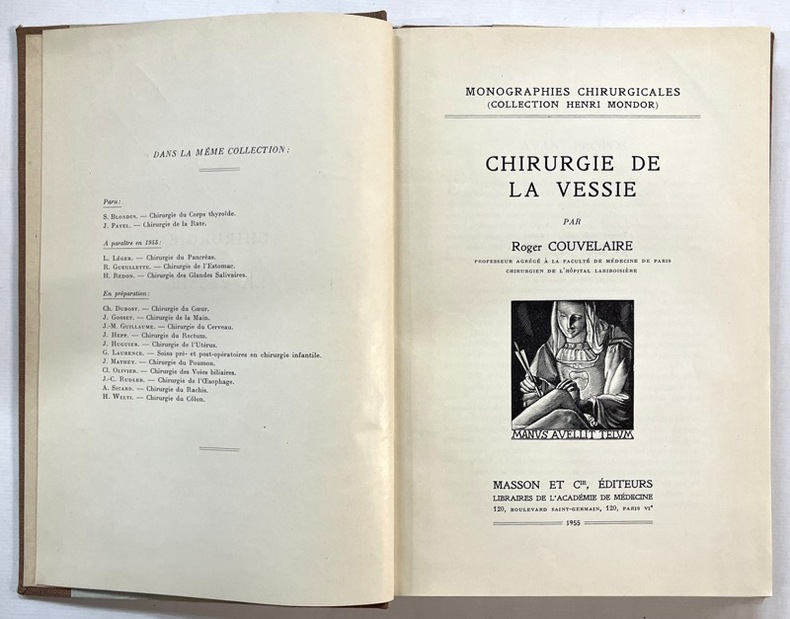 DANS LA MÊME COLLECTION :
Paru :
S. Blondin. — Chirurgie du Corps thyroïde.
J. Patel. — Chirurgie de la Rate.
A paraître en 1955 :
L. Léger. — Chirurgie du Pancréas.
R. Gueullette. — Chirurgie de l'Estomac.
H. Redon. — Chirurgie des Glandes Salivaires.
En préparation :
Ch. Dubost. — Chirurgie du Cœur.
J. Gosset. — Chirurgie de la Main.
J.-M. Guillaume. — Chirurgie du Cerveau.
J. Hepp. — Chirurgie du Rectum.
J. Huguier. — Chirurgie de l'Utérus.
G. Laurence. — Soins pré- et post-opératoires en chirurgie infantile.
J. Mathey. — Chirurgie du Poumon.
Cl. Olivier. — Chirurgie des Voies biliaires.
J.-C. Rudler. — Chirurgie de l'Œsophage.
A. Sicard. — Chirurgie du Rachis.
H. Welti. — Chirurgie du Côlon.
MONOGRAPHIES CHIRURGICALES
(COLLECTION HENRI MONDOR)
CHIRURGIE DE
LA VESSIE
PAR
Roger COUVELAIRE
PROFESSEUR AGRÉGÉ À LA FACULTÉ DE MÉDECINE DE PARIS
CHIRURGIEN DE L'HÔPITAL LARIBOISIÈRE
MANVS AVELLIT TELVM
MASSON ET Cie, ÉDITEURS
LIBRAIRES DE L'ACADÉMIE DE MÉDECINE
120, BOULEVARD SAINT-GERMAIN, 120, PARIS VIe
1955